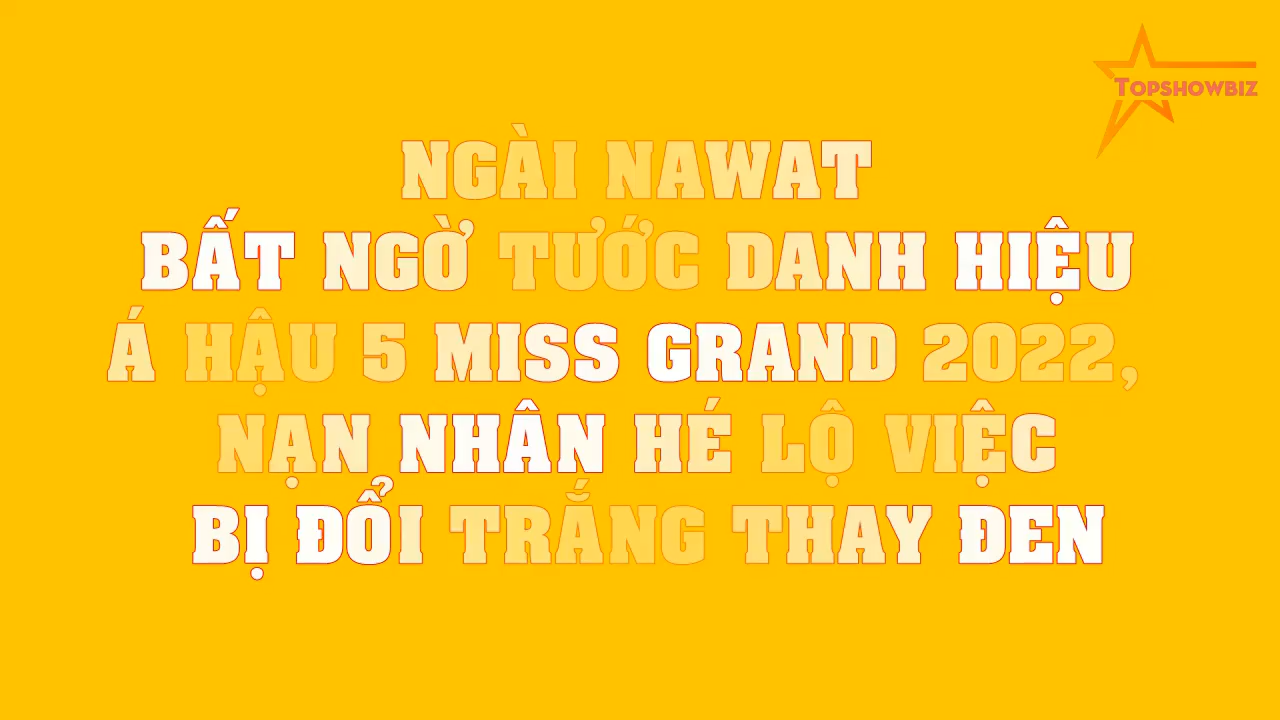 TOPSHOWBIZ
NGÀI NAWAT
BẤT NGỜ TƯỚC DANH HIỆU
Á HẬU 5 MISS GRAND 2022,
NẠN NHÂN HÉ LỘ VIỆC
BỊ ĐỔI TRẮNG THAY ĐEN